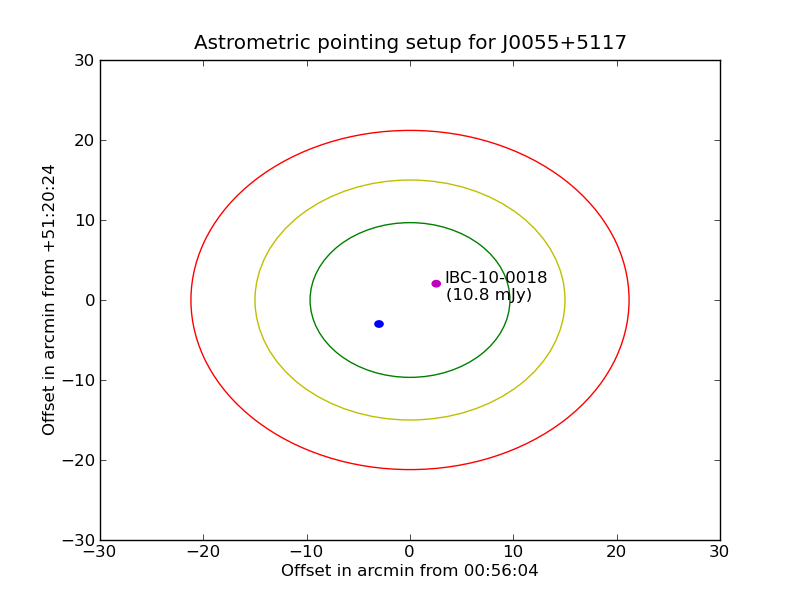 Astrometric pointing setup for J0055+5117
30
20
10
0
−10
−20
−30
Offset in arcmin from +51:20:24
IBC-10-0018
(10.8 mJy)
−30
−20
−10
0
10
20
30
Offset in arcmin from 00:56:04